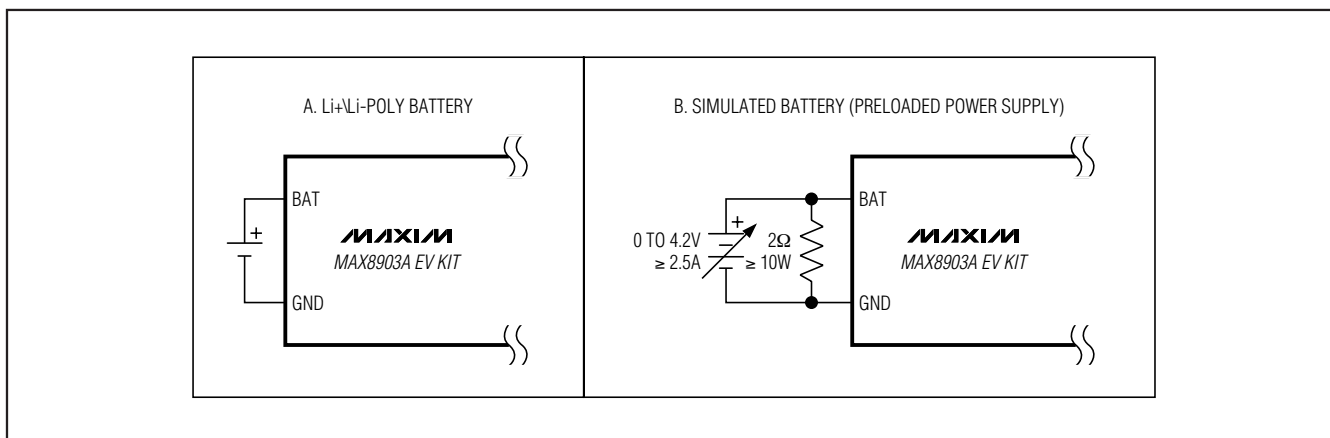 A. Li+\Li-POLY BATTERY
BAT
+
MAXIM
MAX8903A EV KIT
GND
B. SIMULATED BATTERY (PRELOADED POWER SUPPLY)
BAT
+
0 TO 4.2V
≥ 2.5A
2Ω
≥ 10W
MAXIM
MAX8903A EV KIT
GND